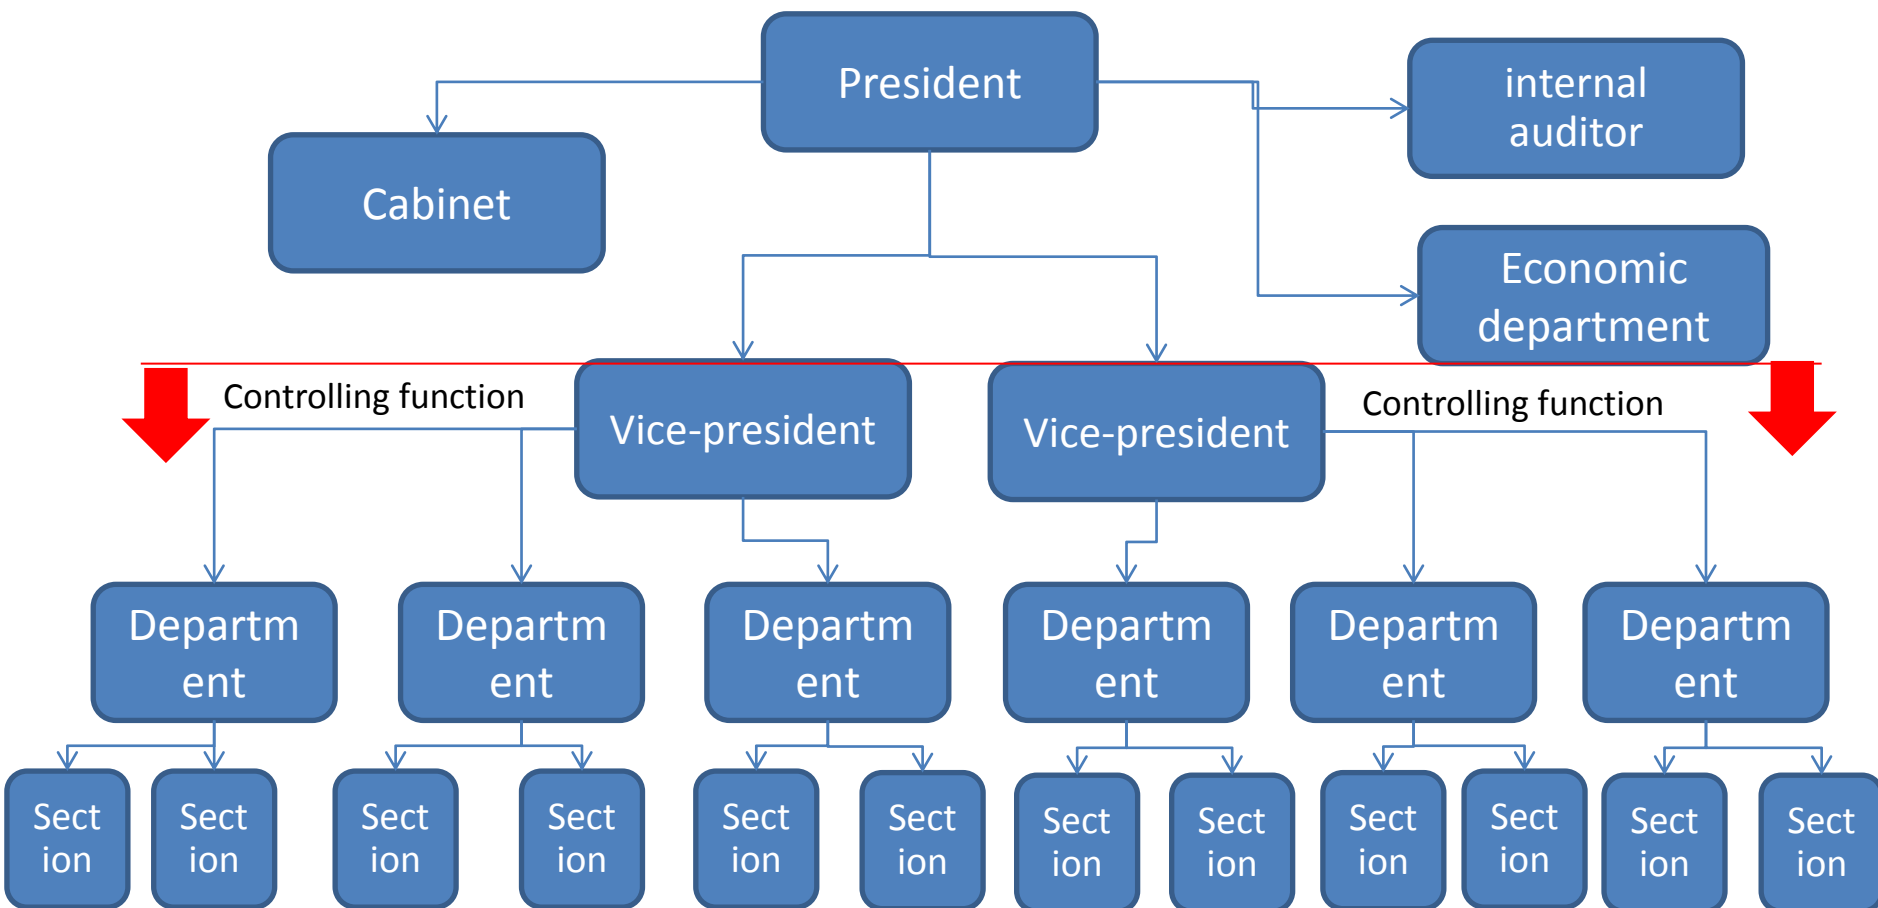 President
internal
auditor
Cabinet
Economic
department
Controlling function
Vice-president
Vice-president
Controlling function
Departm
ent
Departm
ent
Departm
ent
Departm
ent
Departm
ent
Departm
ent
Sect
ion
Sect
ion
Sect
ion
Sect
ion
Sect
ion
Sect
ion
Sect
ion
Sect
ion
Sect
ion
Sect
ion
Sect
ion
Sect
ion